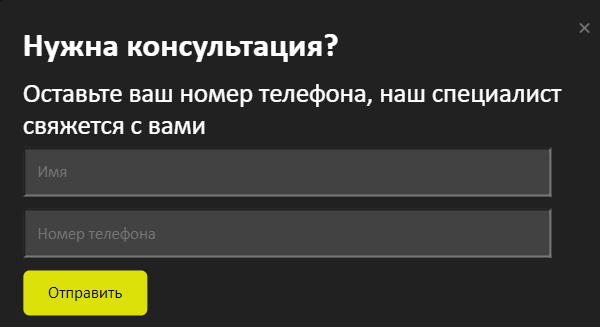 Нужна консультация?
Оставьте ваш номер телефона, наш специалист
свяжется с вами
Имя
Номер телефона
Отправить